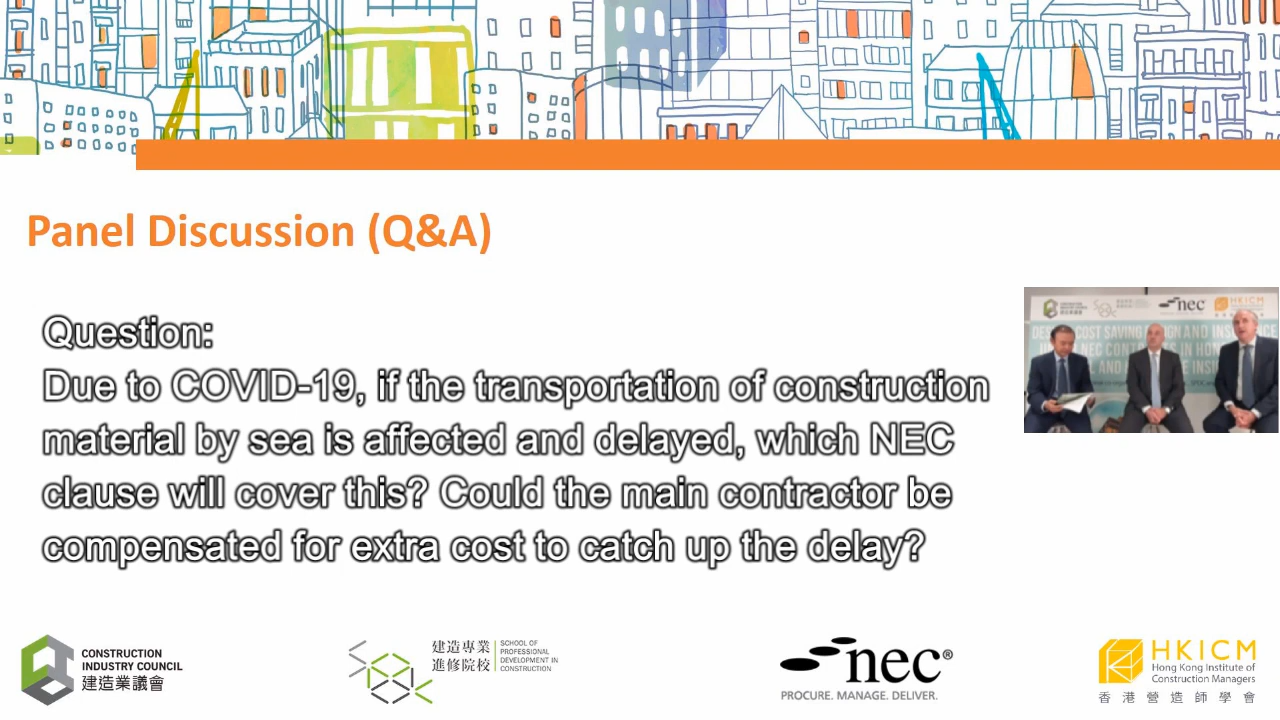 Panel Discussion (Q&A)
Question:
Due to COVID-19, if the transportation of construction
material by sea is affected and delayed, which NEC
clause will cover this? Could the main contractor be
compensated for extra cost to catch up the delay?
nec
HKICM
CONSTRUCTION
INDUSTRY COUNCIL
建造業議會
建造專業
進修院校
SCHOOL OF
PROFESSIONAL
DEVELOPMENT IN
CONSTRUCTION
nec®
PROCURE. MANAGE. DELIVER.
HKICM
Hong Kong Institute of
Construction Managers
香港營造師學會